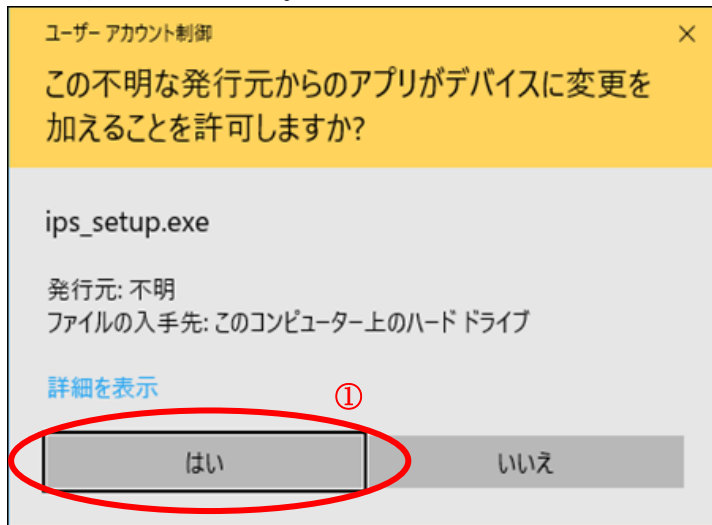 ユーザー アカウント制御
この不明な発行元からのアプリがデバイスに変更を
加えることを許可しますか?
ips_setup.exe
発行元: 不明
ファイルの入手先: このコンピューター上のハード ドライブ
詳細を表示
①
はい
いいえ